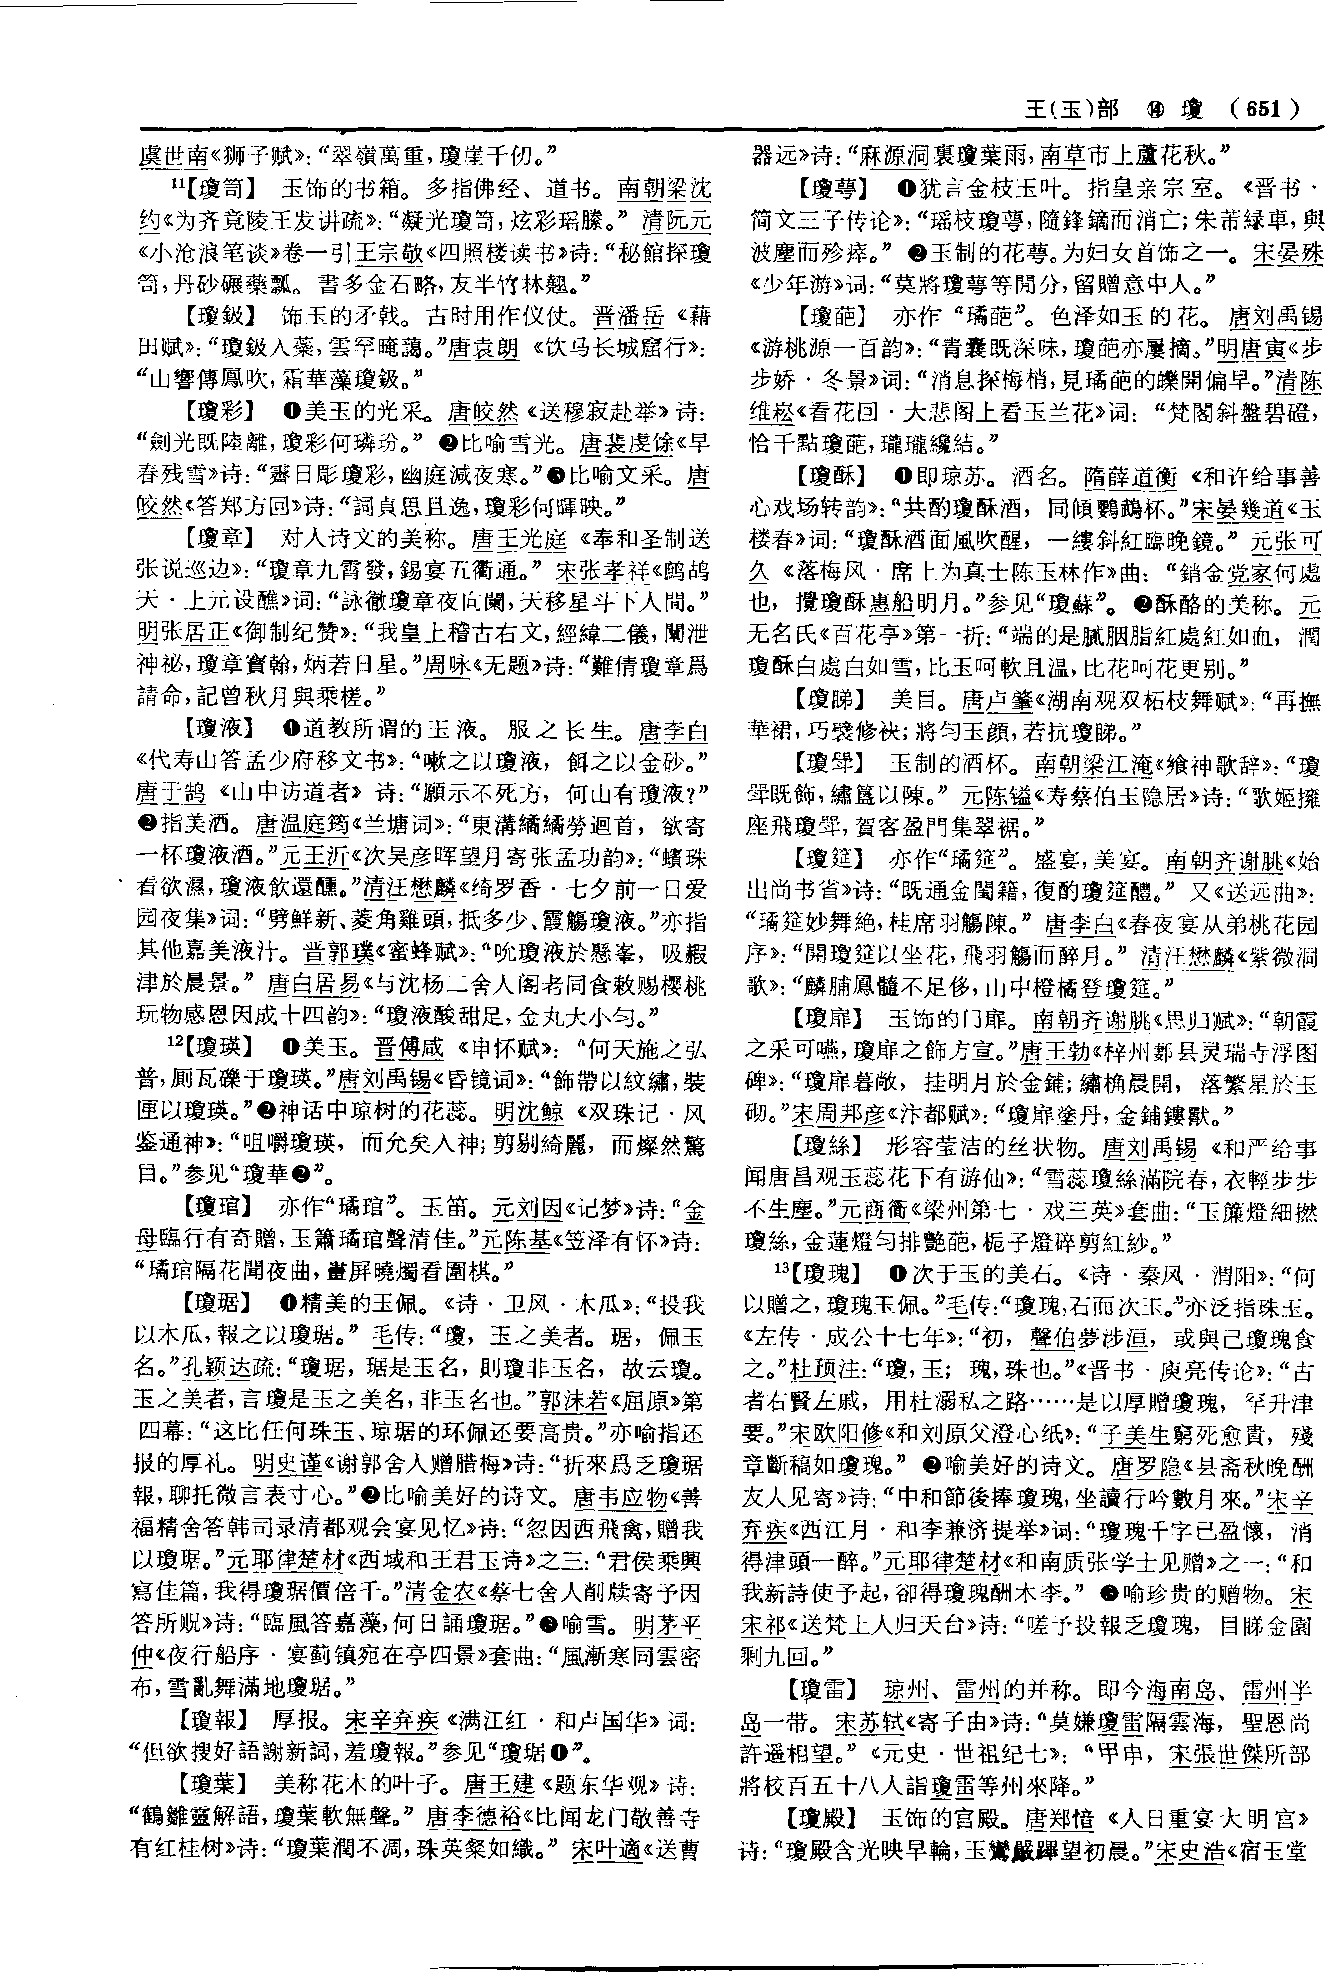 王(玉)部 ⑭ 瓊 (651)
虞世南《狮子赋》:“翠嶺萬重,瓊崖千仞。”
¹¹【瓊笥】 玉饰的书箱。多指佛经、道书。南朝梁沈
约《为齐竟陵王发讲疏》:“凝光瓊笥,炫彩瑶縢。” 清阮元
《小沧浪笔谈》卷一引王宗敬《四照楼读书》诗:“秘館探瓊
笥,丹砂碾藥瓢。書多金石略,友半竹林翹。”
【瓊鈒】 饰玉的矛戟。古时用作仪仗。晋潘岳《藉
田赋》:“瓊鈒入蘂,雲罕晻藹。”唐袁朗《饮马长城窟行》:
“山響傳鳳吹,霜華藻瓊鈒。”
【瓊彩】 ❶美玉的光采。唐皎然《送穆寂赴举》诗:
“劍光既陸離,瓊彩何璘玢。” ❷比喻雪光。唐裴虔馀《早
春残雪》诗:“霽日彫瓊彩,幽庭減夜寒。”❸比喻文采。唐
皎然《答郑方回》诗:“詞貞思且逸,瓊彩何暉映。”
【瓊章】 对人诗文的美称。唐王光庭《奉和圣制送
张说巡边》:“瓊章九霄發,錫宴五衢通。” 宋张孝祥《鹧鸪
天·上元设醮》词:“詠徹瓊章夜向闌,天移星斗下人間。”
明张居正《御制纪赞》:“我皇上稽古右文,經緯二儀,闡泄
神祕,瓊章寶翰,炳若日星。”周咏《无题》诗:“難倩瓊章爲
請命,記曾秋月與乘槎。”
【瓊液】 ❶道教所谓的玉液。服之长生。唐李白
《代寿山答孟少府移文书》:“嗽之以瓊液,餌之以金砂。”
唐于鹄《山中访道者》诗:“願示不死方,何山有瓊液?”
❷指美酒。唐温庭筠《兰塘词》:“東溝繘繘勞迴首,欲寄
一杯瓊液酒。”元王沂《次吴彦晖望月寄张孟功韵》:“蠙珠
看欲濕,瓊液飲還醺。”清汪懋麟《绮罗香·七夕前一日爱
园夜集》词:“劈鮮新、菱角雞頭,抵多少、霞觴瓊液。”亦指
其他嘉美液汁。晋郭璞《蜜蜂赋》:“吮瓊液於懸峯,吸赮
津於晨景。” 唐白居易《与沈杨二舍人阁老同食敕赐樱桃
玩物感恩因成十四韵》:“瓊液酸甜足,金丸大小匀。”
¹²【瓊瑛】 ❶美玉。晋傅咸《申怀赋》:“何天施之弘
普,厠瓦礫于瓊瑛。”唐刘禹锡《昏镜词》:“飾帶以紋繡,裝
匣以瓊瑛。”❷神话中琼树的花蕊。明沈鲸《双珠记·风
鉴通神》:“咀嚼瓊瑛,而允矣入神;剪剔綺麗,而燦然驚
目。”参见“瓊華❷”。
【瓊琯】 亦作“璚琯”。玉笛。元刘因《记梦》诗:“金
母臨行有奇贈,玉簫璚琯聲清佳。”元陈基《笠泽有怀》诗:
“璚琯隔花聞夜曲,畫屏曉燭看圍棋。”
【瓊琚】 ❶精美的玉佩。《诗·卫风·木瓜》:“投我
以木瓜,報之以瓊琚。” 毛传:“瓊,玉之美者。琚,佩玉
名。”孔颖达疏:“瓊琚,琚是玉名,則瓊非玉名,故云瓊。
玉之美者,言瓊是玉之美名,非玉名也。”郭沫若《屈原》第
四幕:“这比任何珠玉、琼琚的环佩还要高贵。”亦喻指还
报的厚礼。明史谨《谢郭舍人赠腊梅》诗:“折來爲乏瓊琚
報,聊托微言表寸心。”❷比喻美好的诗文。唐韦应物《善
福精舍答韩司录清都观会宴见忆》诗:“忽因西飛禽,贈我
以瓊琚。”元耶律楚材《西域和王君玉诗》之三:“君侯乘興
寫佳篇,我得瓊琚價倍千。”清金农《蔡七舍人削牍寄予因
答所贶》诗:“臨風答嘉藻,何日誦瓊琚。”❸喻雪。明茅平
仲《夜行船序·宴蓟镇宛在亭四景》套曲:“風漸寒同雲密
布,雪亂舞滿地瓊琚。”
【瓊報】 厚报。宋辛弃疾《满江红·和卢国华》词:
“但欲搜好語謝新詞,羞瓊報。”参见“瓊琚❶”。
【瓊葉】 美称花木的叶子。唐王建《题东华观》诗:
“鶴雛靈解語,瓊葉軟無聲。” 唐李德裕《比闻龙门敬善寺
有红桂树》诗:“瓊葉潤不凋,珠英粲如織。” 宋叶適《送曹
器远》诗:“麻源洞裏瓊葉雨,南草市上蘆花秋。”
【瓊萼】 ❶犹言金枝玉叶。指皇亲宗室。《晋书·
简文三子传论》:“瑶枝瓊萼,隨鋒鏑而消亡;朱芾緑車,與
波塵而殄瘁。” ❷玉制的花萼。为妇女首饰之一。宋晏殊
《少年游》词:“莫將瓊萼等閒分,留贈意中人。”
【瓊葩】 亦作“璚葩”。色泽如玉的花。唐刘禹锡
《游桃源一百韵》:“青囊既深味,瓊葩亦屢摘。”明唐寅《步
步娇·冬景》词:“消息探梅梢,見璚葩的皪開偏早。”清陈
维崧《看花回·大悲阁上看玉兰花》词:“梵閣斜盤碧磴,
恰千點瓊葩,瓏瓏纔结。”
【瓊酥】 ❶即琼苏。酒名。隋薛道衡《和许给事善
心戏场转韵》:“共酌瓊酥酒,同傾鸚鵡杯。”宋晏幾道《玉
楼春》词:“瓊酥酒面風吹醒,一縷斜紅臨晚鏡。” 元张可
久《落梅风·席上为真士陈玉林作》曲:“銷金党家何處
也,攪瓊酥惠船明月。”参见“瓊蘇”。❷酥酪的美称。元
无名氏《百花亭》第一折:“端的是膩胭脂紅處紅如血,潤
瓊酥白處白如雪,比玉呵軟且温,比花呵花更别。”
【瓊睇】 美目。唐卢肇《湖南观双柘枝舞赋》:“再撫
華裙,巧襞修袂;將匀玉顔,若抗瓊睇。”
【瓊斝】 玉制的酒杯。南朝梁江淹《飨神歌辞》:“瓊
斝既飾,繡簋以陳。” 元陈镒《寿蔡伯玉隐居》诗:“歌姬擁
座飛瓊斝,賀客盈門集翠裾。”
【瓊筵】 亦作“璚筵”。盛宴,美宴。南朝齐谢朓《始
出尚书省》诗:“既通金閨籍,復酌瓊筵醴。” 又《送远曲》:
“璚筵妙舞絶,桂席羽觴陳。” 唐李白《春夜宴从弟桃花园
序》:“開瓊筵以坐花,飛羽觴而醉月。” 清汪懋麟《紫微洞
歌》:“麟脯鳳髓不足侈,山中橙橘登瓊筵。”
【瓊扉】 玉饰的门扉。南朝齐谢朓《思归赋》:“朝霞
之采可嚥,瓊扉之飾方宣。”唐王勃《梓州郪县灵瑞寺浮图
碑》:“瓊扉暮敞,挂明月於金鋪;繡桷晨開,落繁星於玉
砌。”宋周邦彦《汴都赋》:“瓊扉塗丹,金鋪鏤獸。”
【瓊絲】 形容莹洁的丝状物。唐刘禹锡《和严给事
闻唐昌观玉蕊花下有游仙》:“雪蕊瓊絲滿院春,衣輕步步
不生塵。”元商衢《梁州第七·戏三英》套曲:“玉簾燈細撚
瓊絲,金蓮燈匀排艷葩,梔子燈碎剪紅紗。”
¹³【瓊瑰】 ❶次于玉的美石。《诗·秦风·渭阳》:“何
以贈之,瓊瑰玉佩。”毛传:“瓊瑰,石而次玉。”亦泛指珠玉。
《左传·成公十七年》:“初,聲伯夢涉洹,或與己瓊瑰食
之。”杜预注:“瓊,玉;瑰,珠也。”《晋书·庾亮传论》:“古
者右賢左戚,用杜溺私之路……是以厚贈瓊瑰,罕升津
要。”宋欧阳修《和刘原父澄心纸》:“子美生窮死愈貴,殘
章斷稿如瓊瑰。” ❷喻美好的诗文。唐罗隐《县斋秋晚酬
友人见寄》诗:“中和節後捧瓊瑰,坐讀行吟數月來。”宋辛
弃疾《西江月·和李兼济提举》词:“瓊瑰千字已盈懷,消
得津頭一醉。”元耶律楚材《和南质张学士见赠》之一:“和
我新詩使予起,卻得瓊瑰酬木李。” ❸喻珍贵的赠物。宋
宋祁《送梵上人归天台》诗:“嗟予投報乏瓊瑰,目睇金園
剩九回。”
【瓊雷】 琼州、雷州的并称。即今海南岛、雷州半
岛一带。宋苏轼《寄子由》诗:“莫嫌瓊雷隔雲海,聖恩尚
許遥相望。” 《元史·世祖纪七》:“甲申,宋張世傑所部
將校百五十八人詣瓊雷等州來降。”
【瓊殿】 玉饰的宫殿。唐郑愔《人日重宴大明宫》
诗:“瓊殿含光映早輪,玉鸞嚴蹕望初晨。”宋史浩《宿玉堂